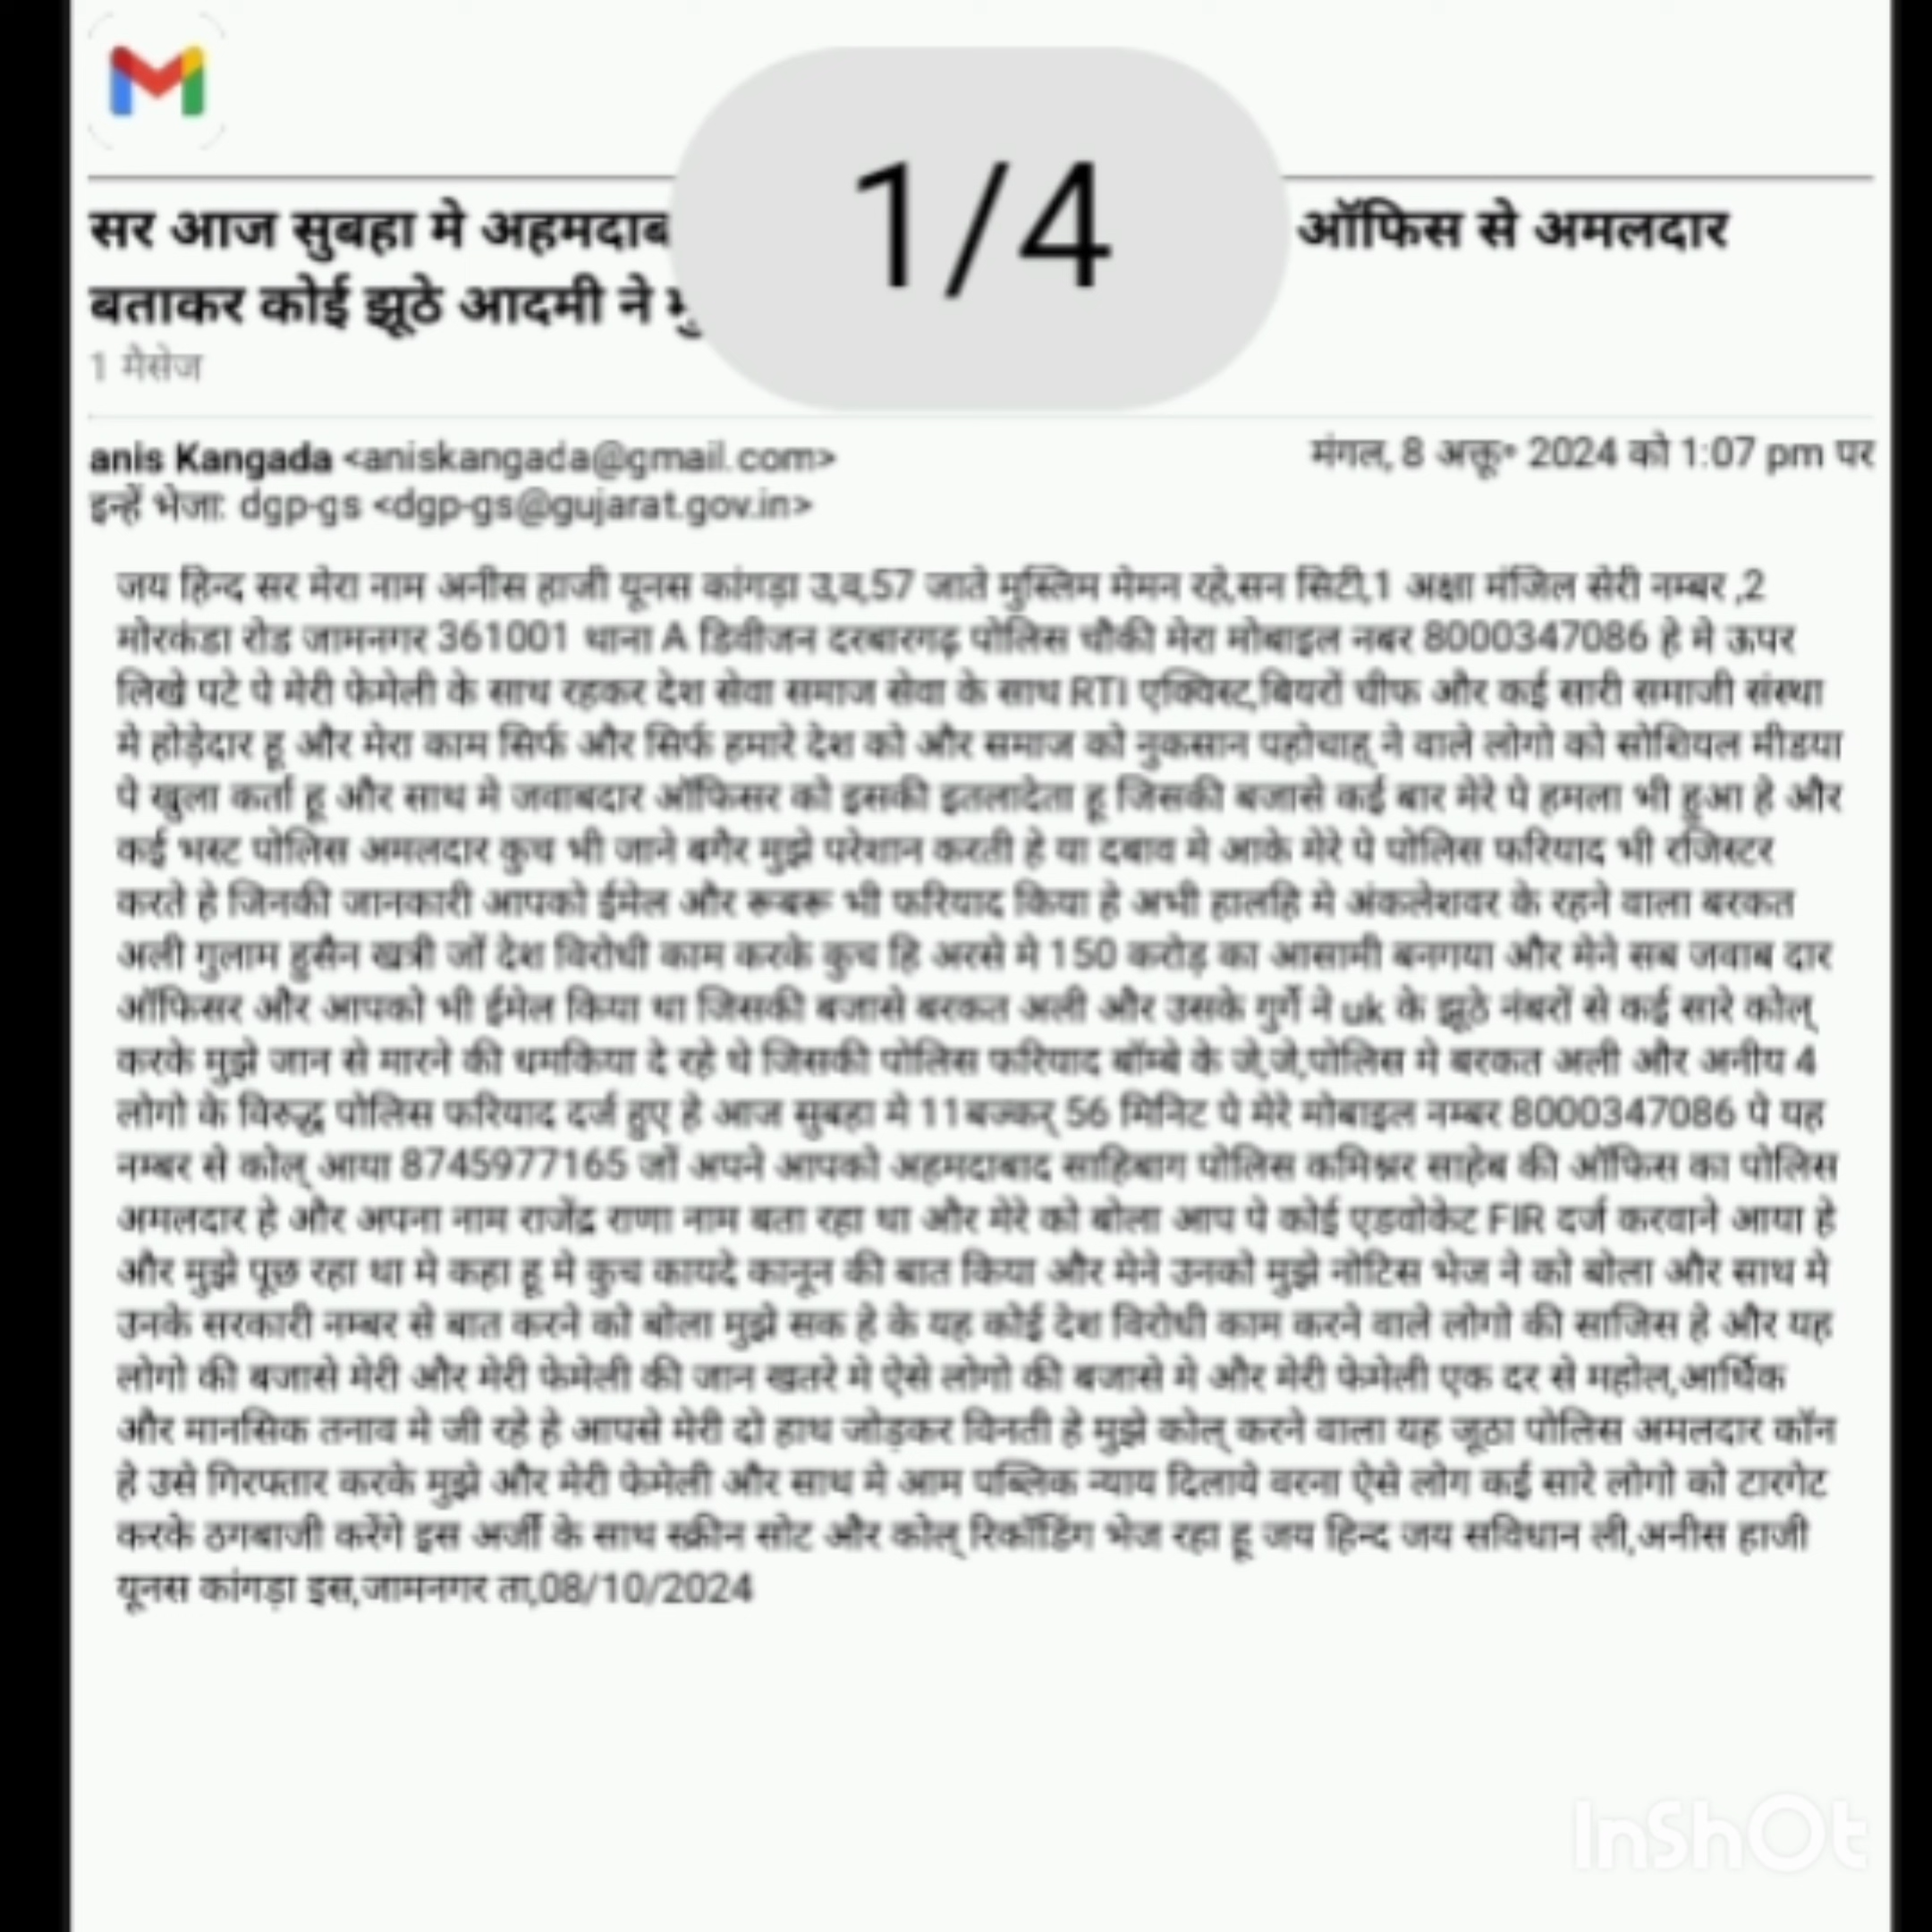 1/4
सर आज सुबहा मे अहमदाब ऑफिस से अमलदार
बताकर कोई झूठे आदमी ने
1 मैसेज
anis Kangada <aniskangada@gmail.com> मंगल, 8 अक्तू॰ 2024 को 1:07 pm पर
इन्हें भेजा: dgp-gs <dgp-gs@gujarat.gov.in>
जय हिन्द सर मेरा नाम अनीस हाजी यूनस कांगड़ा उ,व,57 जाते मुस्लिम मेमन रहे,सन सिटी,1 अक्षा मंजिल सेरी नम्बर ,2
मोरकंडा रोड जामनगर 361001 थाना A डिवीजन दरबारगढ़ पोलिस चौकी मेरा मोबाइल नबर 8000347086 हे मे ऊपर
लिखे पटे पे मेरी फेमेली के साथ रहकर देश सेवा समाज सेवा के साथ RTI एक्विस्ट,बियरों चीफ और कई सारी समाजी संस्था
मे होड़ेदार हू और मेरा काम सिर्फ और सिर्फ हमारे देश को और समाज को नुकसान पहोचाह् ने वाले लोगो को सोशियल मीडया
पे खुला कर्ता हू और साथ मे जवाबदार ऑफिसर को इसकी इतलादेता हू जिसकी बजासे कई बार मेरे पे हमला भी हुआ हे और
कई भस्ट पोलिस अमलदार कुच भी जाने बगैर मुझे परेशान करती हे या दबाव मे आके मेरे पे पोलिस फरियाद भी रजिस्टर
करते हे जिनकी जानकारी आपको ईमेल और रूबरू भी फरियाद किया हे अभी हालहि मे अंकलेशवर के रहने वाला बरकत
अली गुलाम हुसैन खत्री जों देश विरोधी काम करके कुच हि अरसे मे 150 करोड़ का आसामी बनगया और मेने सब जवाब दार
ऑफिसर और आपको भी ईमेल किया था जिसकी बजासे बरकत अली और उसके गुर्गे ने uk के झूठे नंबरों से कई सारे कोल्
करके मुझे जान से मारने की धमकिया दे रहे थे जिसकी पोलिस फरियाद बॉम्बे के जे,जे,पोलिस मे बरकत अली और अनीय 4
लोगो के विरुद्ध पोलिस फरियाद दर्ज हुए हे आज सुबहा मे 11बज्कर् 56 मिनिट पे मेरे मोबाइल नम्बर 8000347086 पे यह
नम्बर से कोल् आया 8745977165 जों अपने आपको अहमदाबाद साहिबाग पोलिस कमिश्नर साहेब की ऑफिस का पोलिस
अमलदार हे और अपना नाम राजेंद्र राणा नाम बता रहा था और मेरे को बोला आप पे कोई एडवोकेट FIR दर्ज करवाने आया हे
और मुझे पूछ रहा था मे कहा हू मे कुच कायदे कानून की बात किया और मेने उनको मुझे नोटिस भेज ने को बोला और साथ मे
उनके सरकारी नम्बर से बात करने को बोला मुझे सक हे के यह कोई देश विरोधी काम करने वाले लोगो की साजिस हे और यह
लोगो की बजासे मेरी और मेरी फेमेली की जान खतरे मे ऐसे लोगो की बजासे मे और मेरी फेमेली एक दर से महोल,आर्थिक
और मानसिक तनाव मे जी रहे हे आपसे मेरी दो हाथ जोड़कर विनती हे मुझे कोल् करने वाला यह जूठा पोलिस अमलदार कॉन
हे उसे गिरफ्तार करके मुझे और मेरी फेमेली और साथ मे आम पब्लिक न्याय दिलाये वरना ऐसे लोग कई सारे लोगो को टारगेट
करके ठगबाजी करेंगे इस अर्जी के साथ स्क्रीन सोट और कोल् रिकॉडिंग भेज रहा हू जय हिन्द जय सविधान ली,अनीस हाजी
यूनस कांगड़ा इस,जामनगर ता,08/10/2024
InShOt